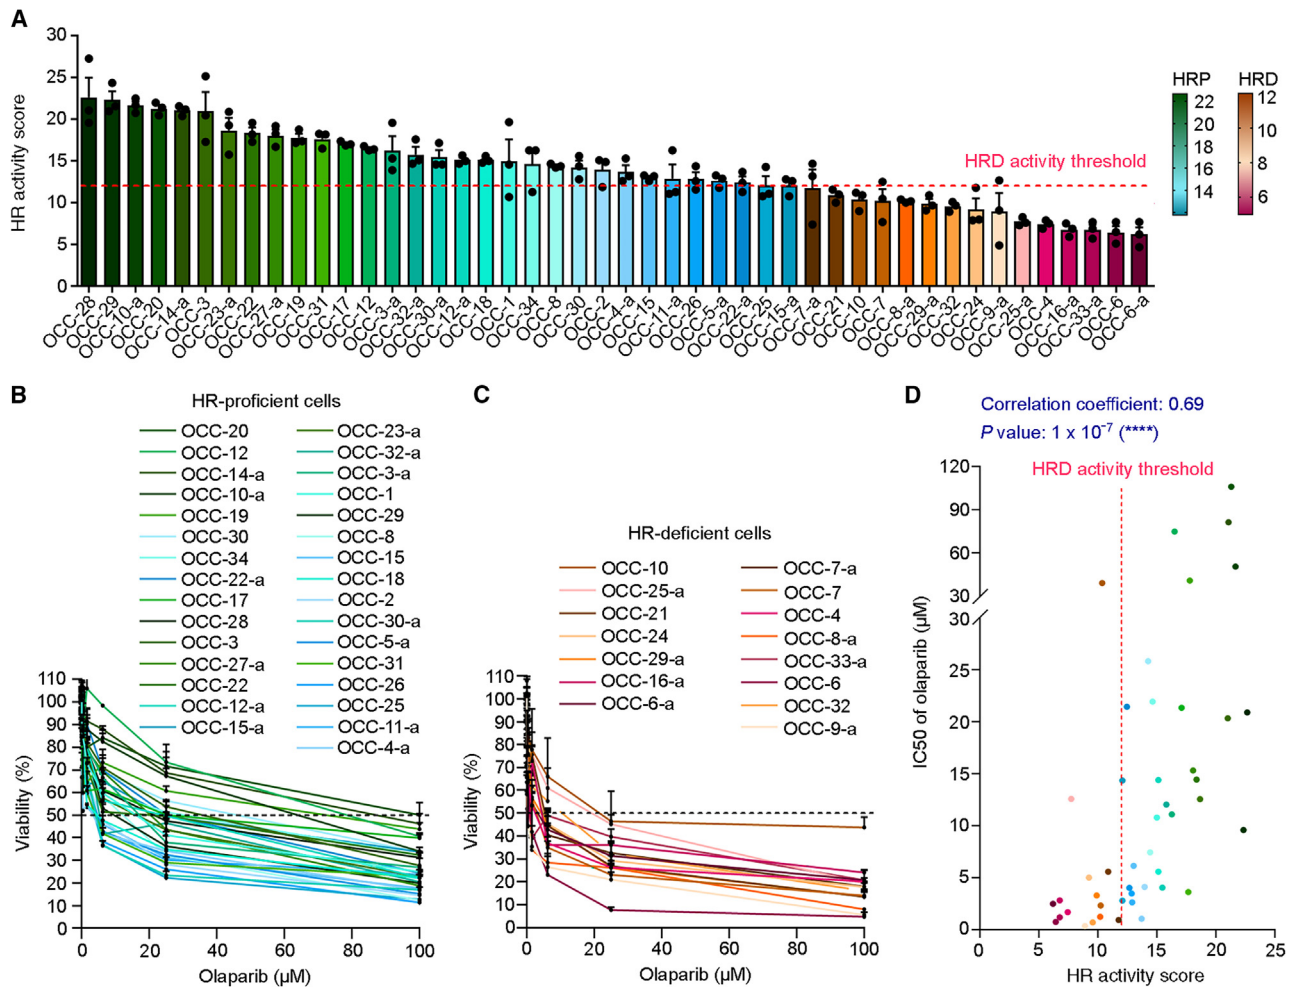 A
HR activity score
30
25
20
15
10
5
0
HRD activity threshold
HRP
22
20
18
16
14
HRD
12
10
8
6
OCC-28
OCC-29
OCC-10-a
OCC-20
OCC-14-a
OCC-3
OCC-23-a
OCC-22
OCC-27-a
OCC-19
OCC-31
OCC-17
OCC-12
OCC-3-a
OCC-32-a
OCC-30-a
OCC-12-a
OCC-18
OCC-1
OCC-34
OCC-8
OCC-30
OCC-2
OCC-4-a
OCC-15
OCC-11-a
OCC-26
OCC-5-a
OCC-22-a
OCC-25
OCC-15-a
OCC-7-a
OCC-21
OCC-10
OCC-7
OCC-8-a
OCC-29-a
OCC-32
OCC-24
OCC-9-a
OCC-25-a
OCC-4
OCC-16-a
OCC-33-a
OCC-6
OCC-6-a
B
HR-proficient cells
OCC-20
OCC-12
OCC-14-a
OCC-10-a
OCC-19
OCC-30
OCC-34
OCC-22-a
OCC-17
OCC-28
OCC-3
OCC-27-a
OCC-22
OCC-12-a
OCC-15-a
OCC-23-a
OCC-32-a
OCC-3-a
OCC-1
OCC-29
OCC-8
OCC-15
OCC-18
OCC-2
OCC-30-a
OCC-5-a
OCC-31
OCC-26
OCC-25
OCC-11-a
OCC-4-a
Viability (%)
110
100
90
80
70
60
50
40
30
20
10
0
0
20
40
60
80
100
Olaparib (µM)
C
HR-deficient cells
OCC-10
OCC-25-a
OCC-21
OCC-24
OCC-29-a
OCC-16-a
OCC-6-a
OCC-7-a
OCC-7
OCC-4
OCC-8-a
OCC-33-a
OCC-6
OCC-32
OCC-9-a
Viability (%)
110
100
90
80
70
60
50
40
30
20
10
0
0
20
40
60
80
100
Olaparib (µM)
D
Correlation coefficient: 0.69
P value: 1 x 10⁻⁷ (****)
HRD activity threshold
IC50 of olaparib (µM)
120
90
60
30
30
25
20
15
10
5
0
0
5
10
15
20
25
HR activity score